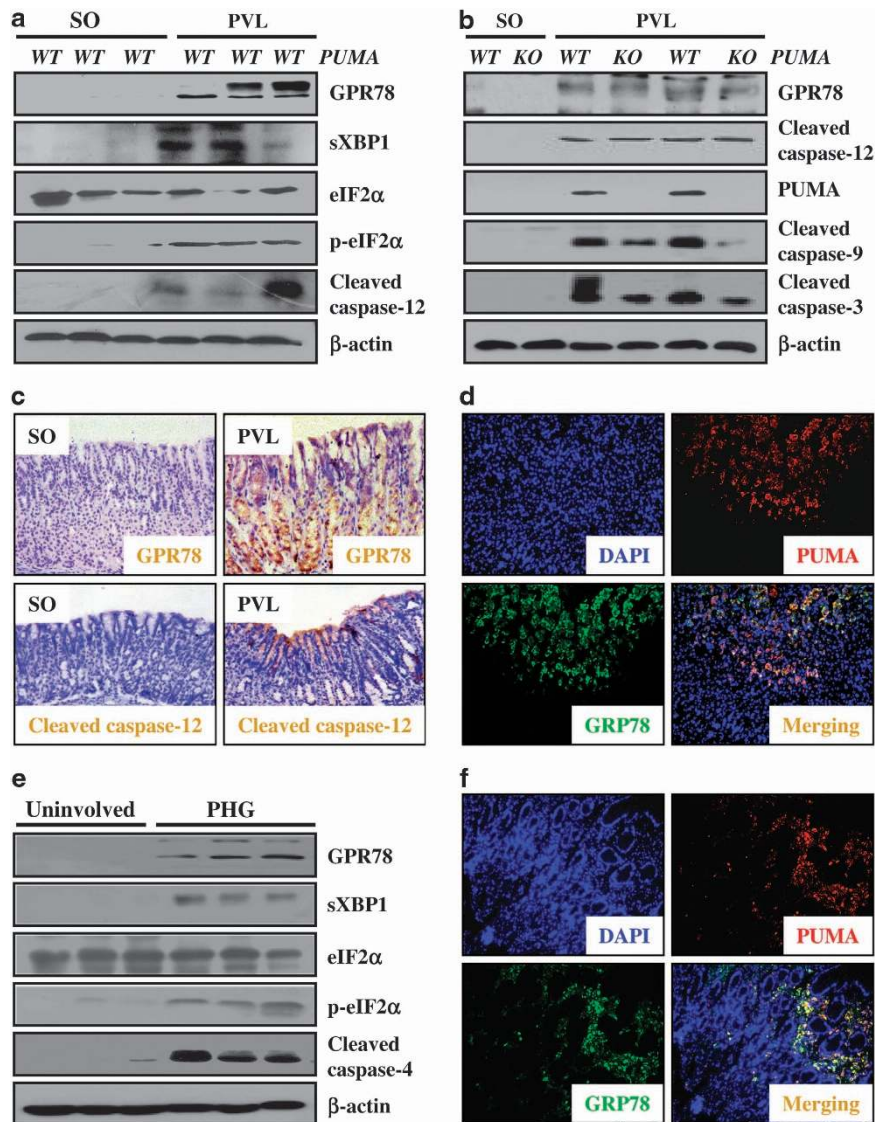 a
SO PVL
WT WT WT WT WT WT PUMA
GPR78
sXBP1
eIF2α
p-eIF2α
Cleaved
caspase-12
β-actin
b
SO PVL
WT KO WT KO WT KO PUMA
GPR78
Cleaved
caspase-12
PUMA
Cleaved
caspase-9
Cleaved
caspase-3
β-actin
c
SO
GPR78
PVL
GPR78
SO
Cleaved caspase-12
PVL
Cleaved caspase-12
d
DAPI
PUMA
GRP78
Merging
e
Uninvolved PHG
GPR78
sXBP1
eIF2α
p-eIF2α
Cleaved
caspase-4
β-actin
f
DAPI
PUMA
GRP78
Merging